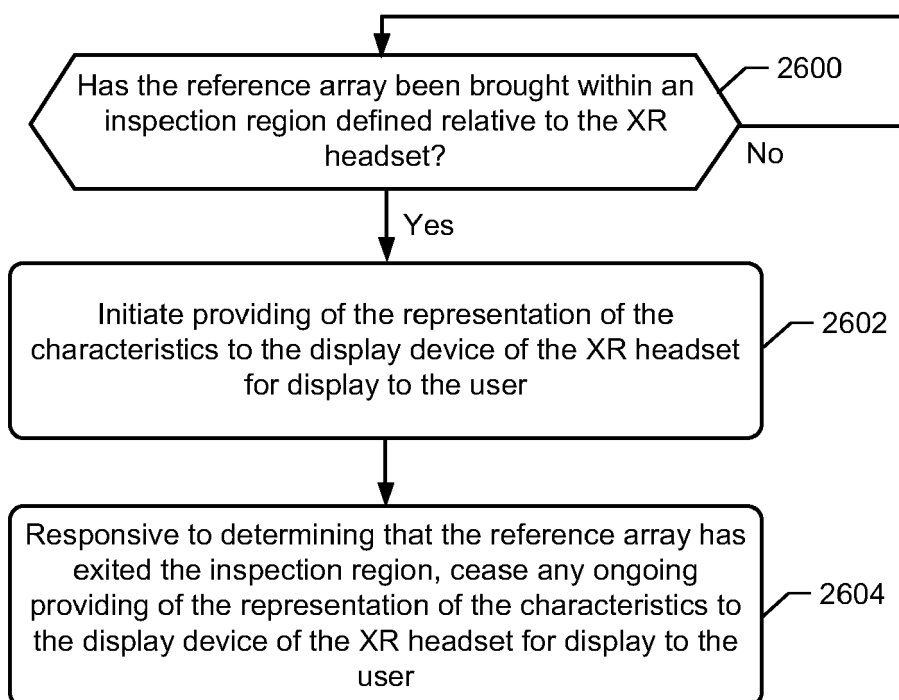 Has the reference array been brought within an
inspection region defined relative to the XR
headset?
2600
No
Yes
Initiate providing of the representation of the
characteristics to the display device of the XR headset
for display to the user
2602
Responsive to determining that the reference array has
exited the inspection region, cease any ongoing
providing of the representation of the characteristics to
the display device of the XR headset for display to the
user
2604